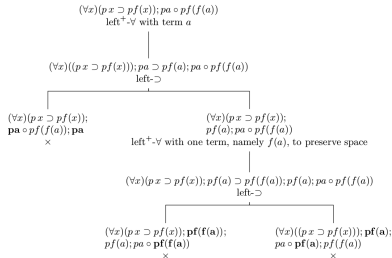 (∀x)(p x ⊃ pf(x)); pa ∘ pf(f(a))
left⁺-∀ with term a
(∀x)((p x ⊃ pf(x))); pa ⊃ pf(a); pa ∘ pf(f(a))
left-⊃
(∀x)(p x ⊃ pf(x)); (∀x)(p x ⊃ pf(x));
pa ∘ pf(f(a)); pa pf(a); pa ∘ pf(f(a))
× left⁺-∀ with one term, namely f(a), to preserve space
(∀x)(p x ⊃ pf(x)); pf(a) ⊃ pf(f(a)); pf(a); pa ∘ pf(f(a))
left-⊃
(∀x)(p x ⊃ pf(x)); pf(f(a)); (∀x)((p x ⊃ pf(x))); pf(a);
pf(a); pa ∘ pf(f(a)) pa ∘ pf(a); pf(f(a))
× ×